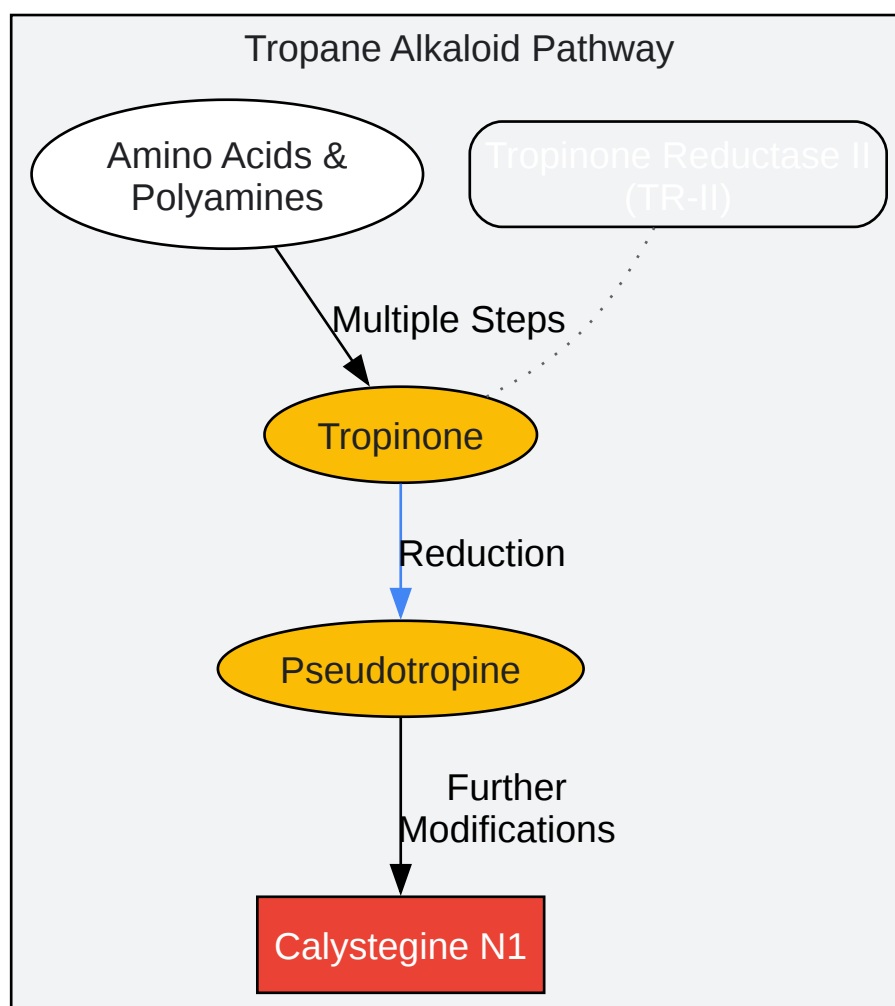 Tropane Alkaloid Pathway
Amino Acids &
Polyamines
Tropinone Reductase II
(TR-II)
Multiple Steps
Tropinone
Reduction
Pseudotropine
Further
Modifications
Calystegine N1